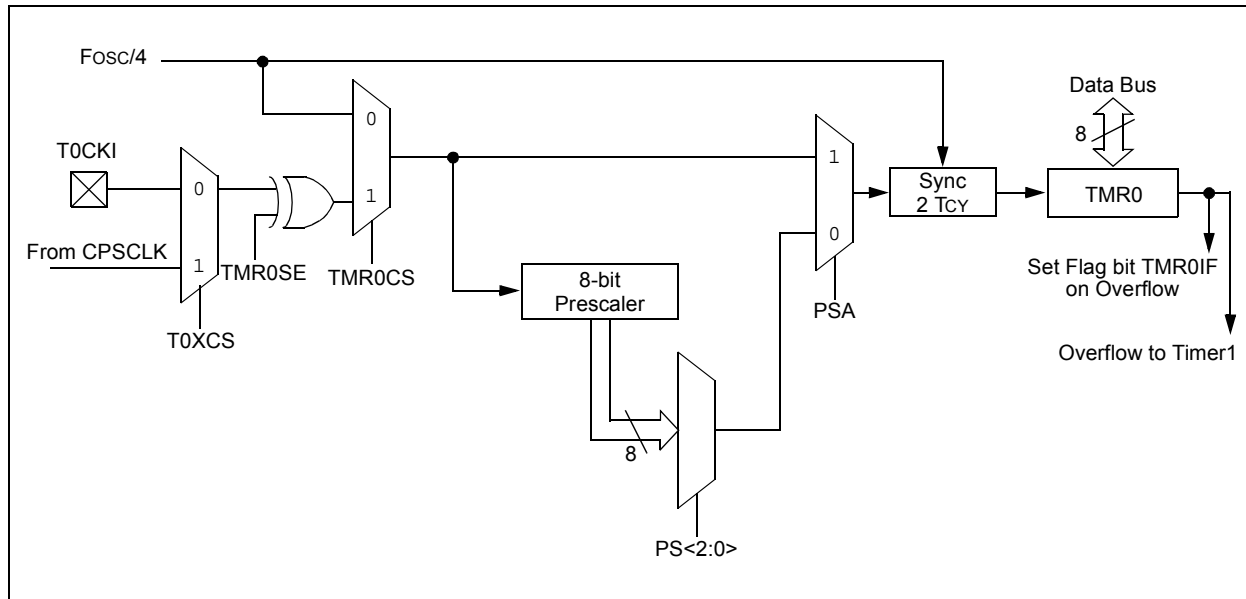 FOSC/4
Data Bus
8
T0CKI
0
1
0
1
1
0
Sync
2 TCY
TMR0
From CPSCLK
TMR0SE
TMR0CS
T0XCS
8-bit
Prescaler
PSA
Set Flag bit TMR0IF
on Overflow
Overflow to Timer1
8
PS<2:0>